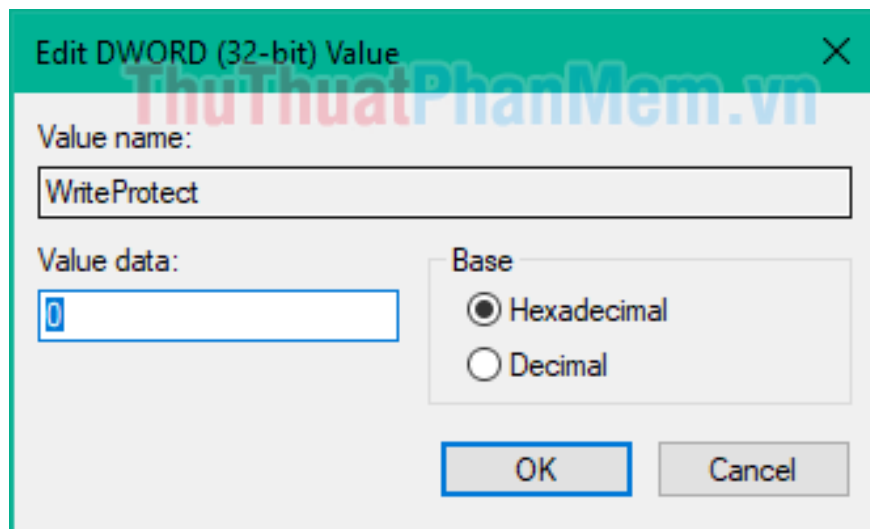 Edit DWORD (32-bit) Value
ThuThuatPhanMem.vn
Value name:
WriteProtect
Value data:
0
Base
Hexadecimal
Decimal
OK
Cancel